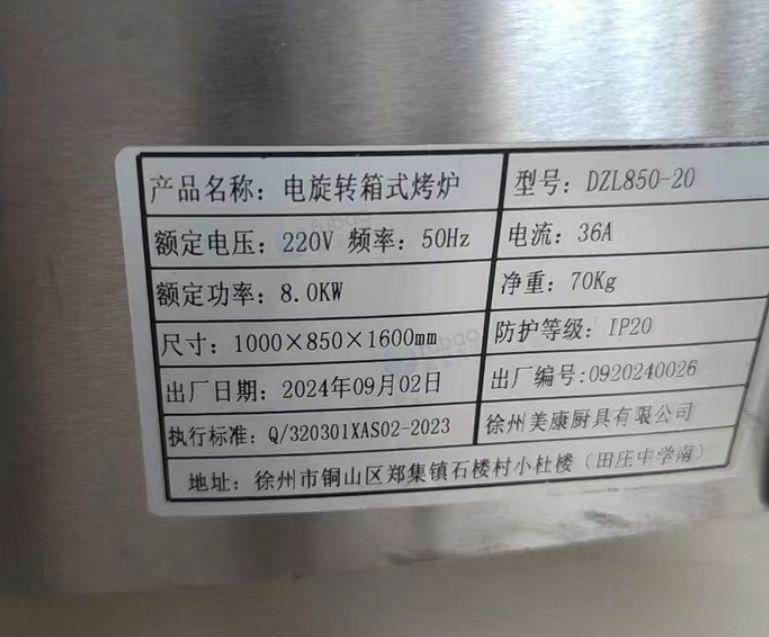 产品名称：电旋转箱式烤炉 型号：DZL850-20
额定电压：220V 频率：50Hz 电流：36A
额定功率：8.0KW 净重：70Kg
尺寸：1000×850×1600mm 防护等级：IP20
出厂日期：2024年09月02日 出厂编号:0920240026
执行标准：Q/320301XAS02-2023 徐州美康厨具有限公司
地址：徐州市铜山区郑集镇石楼村小杜楼（田庄中学南）
fubao
fubao